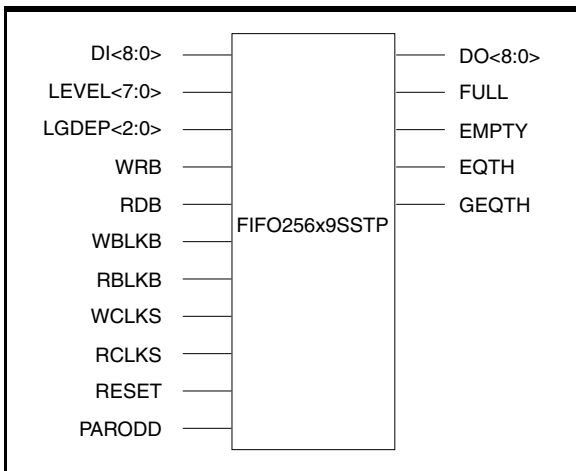 DI<8:0>
LEVEL<7:0>
LGDEP<2:0>
WRB
RDB
WBLKB
RBLKB
WCLKS
RCLKS
RESET
PARODD
FIFO256x9SSTP
DO<8:0>
FULL
EMPTY
EQTH
GEQTH